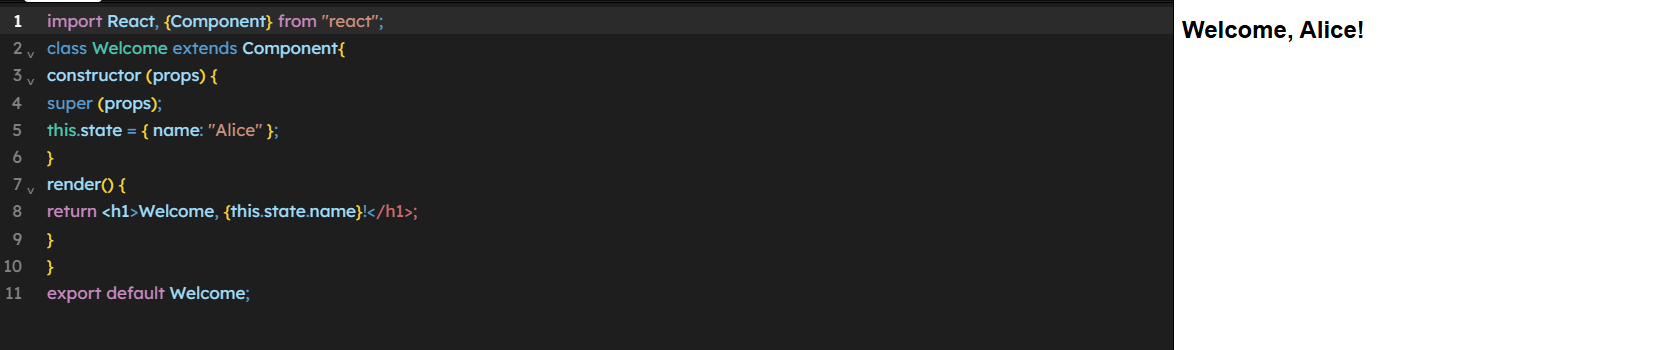 1 import React, {Component} from "react";
2 class Welcome extends Component{
3 constructor (props) {
4 super (props);
5 this.state = { name: "Alice" };
6 }
7 render() {
8 return <h1>Welcome, {this.state.name}!</h1>;
9 }
10 }
11 export default Welcome;
Welcome, Alice!